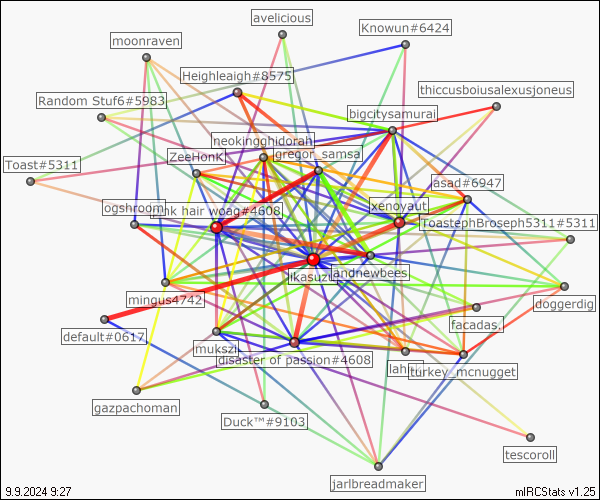 avelicious
Knowun#6424
moonraven
Heighleaigh#8575
thiccusboiusalexusjoneus
Random Stuf6#5983
bigcitysamurai
neokingghidorah
ZeeHonK
gregor_samsa
Toast#5311
asad#6947
ogshroom
nk hair woag#4608
xenoyaut
ToastephBroseph5311#5311
ikasuzu
landnewbees
mingus4742
doggerdig
facadas.
default#0617
mukszi
disaster of passion#4608
lah
turkey_mcnugget
gazpachoman
Duck™#9103
tescoroll
jarlbreadmaker
9.9.2024 9:27
mIRCStats v1.25